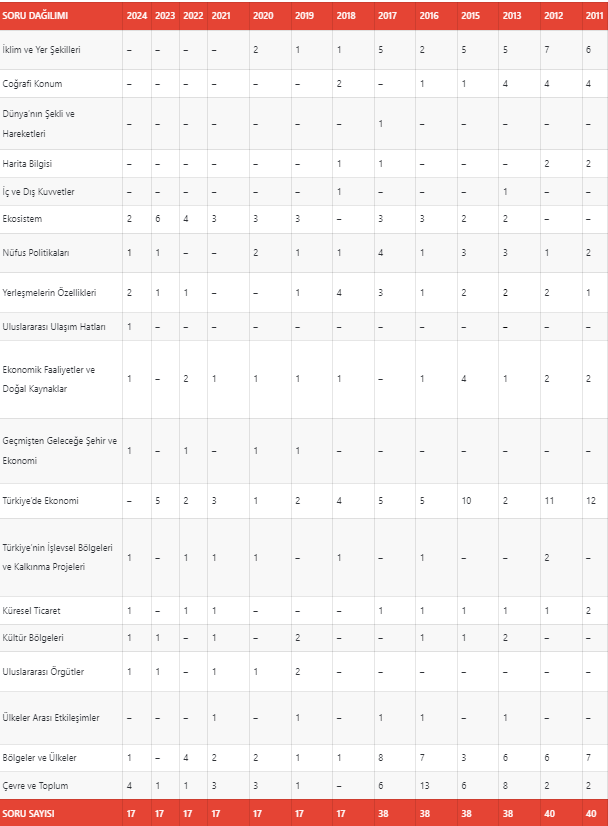 SORU DAĞILIMI 2024 2023 2022 2021 2020 2019 2018 2017 2016 2015 2013 2012 2011
İklim ve Yer Şekilleri – – – – 2 1 1 5 2 5 5 7 6
Coğrafi Konum – – – – – – 2 – 1 1 4 4 4
Dünya'nın Şekli ve
Hareketleri – – – – – – – 1 – – – – –
Harita Bilgisi – – – – – – 1 1 – – – 2 2
İç ve Dış Kuvvetler – – – – – – 1 – – – 1 – –
Ekosistem 2 6 4 3 3 3 – 3 3 2 2 – –
Nüfus Politikaları 1 1 – – 2 1 1 4 1 3 3 1 2
Yerleşmelerin Özellikleri 2 1 1 – – 1 4 3 1 2 2 2 1
Uluslararası Ulaşım Hatları 1 – – – – – – – – – – – –
Ekonomik Faaliyetler ve
Doğal Kaynaklar 1 – 2 1 1 1 1 – 1 4 1 2 2
Geçmişten Geleceğe Şehir ve
Ekonomi 1 – 1 – 1 1 – – – – – – –
Türkiye'de Ekonomi – 5 2 3 1 2 4 5 5 10 2 11 12
Türkiye'nin İşlevsel Bölgeleri
ve Kalkınma Projeleri 1 – 1 1 1 – 1 – 1 – – 2 –
Küresel Ticaret 1 – 1 1 – – – 1 1 1 1 1 2
Kültür Bölgeleri 1 1 – 1 – 2 – – 1 1 2 – –
Uluslararası Örgütler 1 1 – 1 1 2 – – – – – – –
Ülkeler Arası Etkileşimler – – – 1 – 1 – 1 1 – 1 – –
Bölgeler ve Ülkeler 1 – 4 2 2 1 1 8 7 3 6 6 7
Çevre ve Toplum 4 1 1 3 3 1 – 6 13 6 8 2 2
SORU SAYISI 17 17 17 17 17 17 17 38 38 38 38 40 40